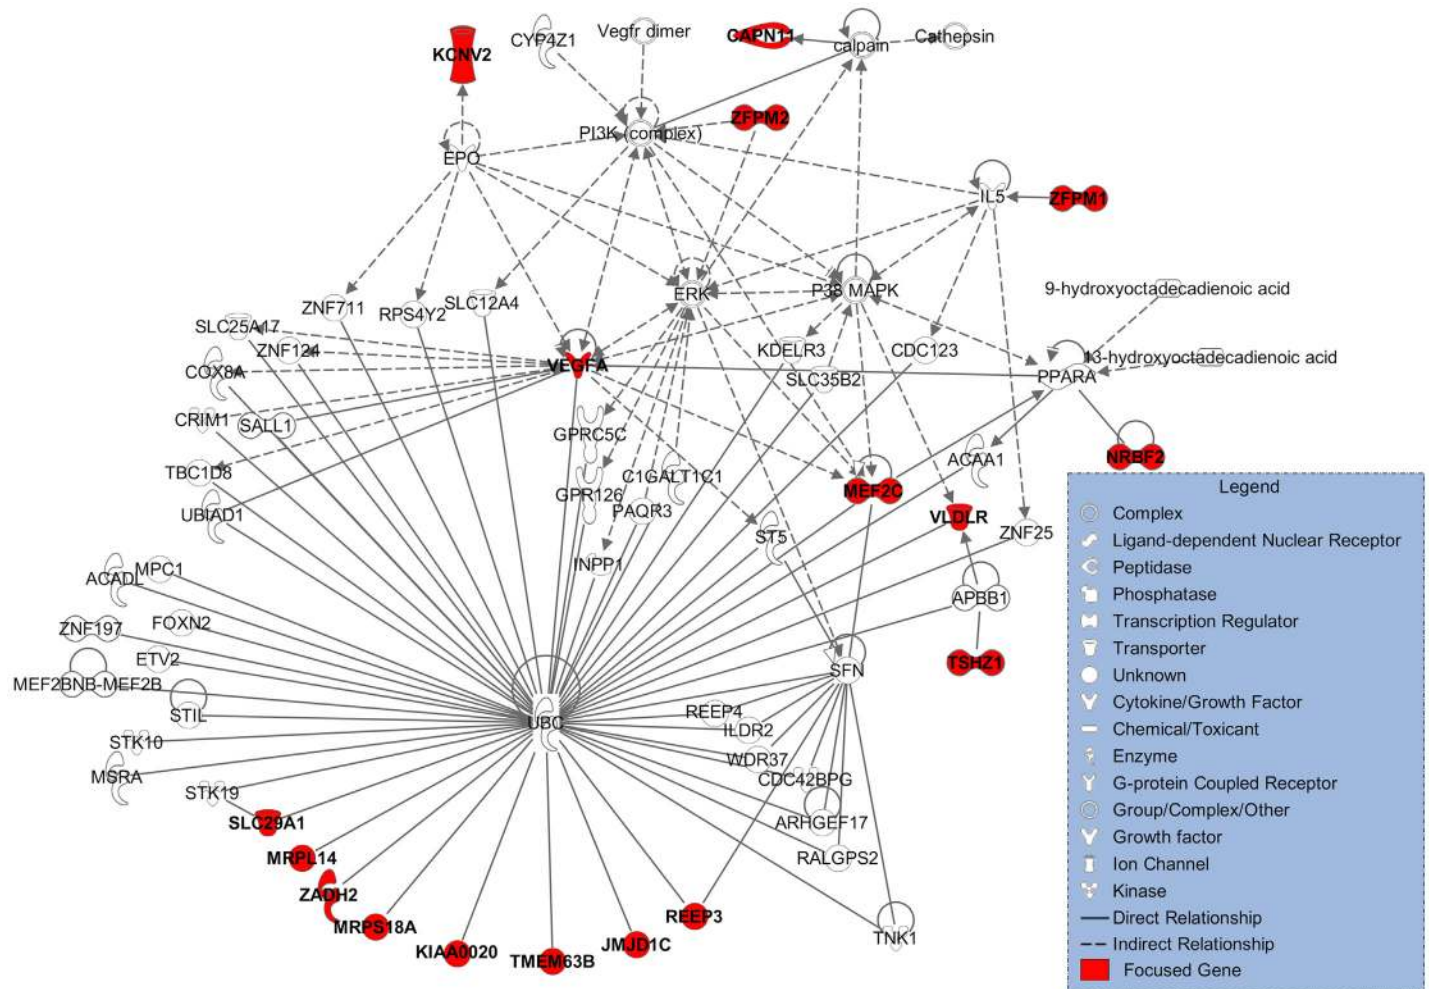 KCNV2
CYP4Z1
Vegfr dimer
CAPN11
calpain
Cathepsin
ZFPM2
PI3K (complex)
EPO
IL5
ZFPM1
ERK
P38 MAPK
9-hydroxyoctadecadienoic acid
ZNF711
RPS4Y2
SLC12A4
SLC25A17
ZNF124
VEGFA
KDELR3
CDC123
13-hydroxyoctadecadienoic acid
COX8A
SLC35B2
PPARA
CRIM1
SALL1
GPRC5C
TBC1D8
C1GALT1C1
ACAA1
NRBF2
GPR126
MEF2C
UBIAD1
PAQR3
VLDLR
ST5
ZNF25
INPP1
MPC1
ACADL
APBB1
FOXN2
ZNF197
ETV2
TSHZ1
MEF2BNB-MEF2B
SFN
STIL
UBC
REEP4
ILDR2
STK10
WDR37
MSRA
CDC42BPG
STK19
SLC29A1
ARHGEF17
MRPL14
RALGPS2
ZADH2
MRPS18A
REEP3
KIAA0020
TMEM63B
JMJD1C
TNK1
Legend
Complex
Ligand-dependent Nuclear Receptor
Peptidase
Phosphatase
Transcription Regulator
Transporter
Unknown
Cytokine/Growth Factor
Chemical/Toxicant
Enzyme
G-protein Coupled Receptor
Group/Complex/Other
Growth factor
Ion Channel
Kinase
Direct Relationship
Indirect Relationship
Focused Gene